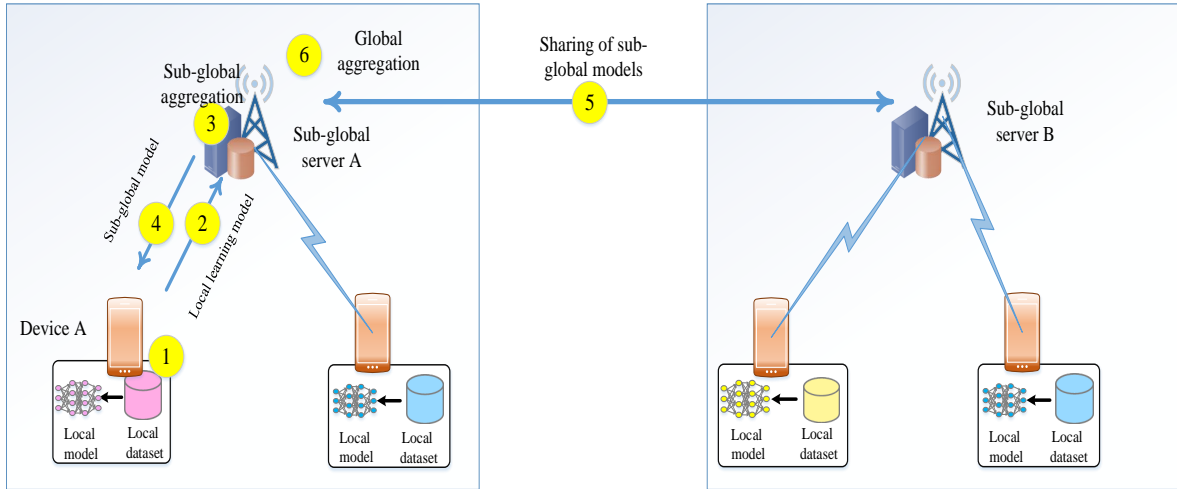 6
Global
aggregation
Sub-global
aggregation
3
Sub-global
server A
Sub-global model
4
2
Local learning model
Device A
1
Local
model
Local
dataset
Local
model
Local
dataset
Sharing of sub-
global models
5
Sub-global
server B
Local
model
Local
dataset
Local
model
Local
dataset